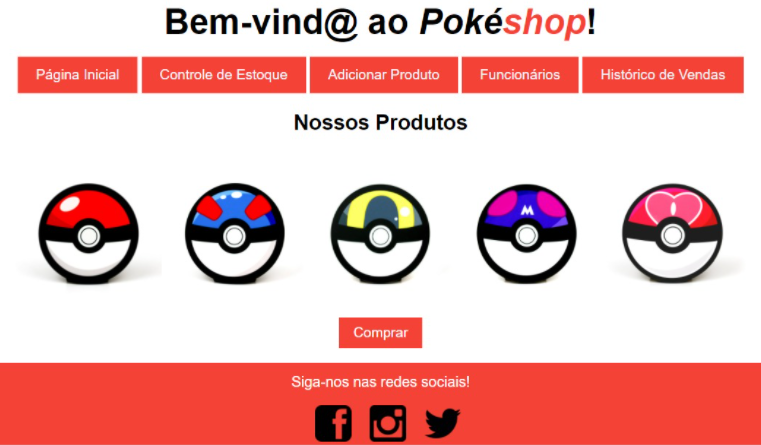 Bem-vind@ ao Pokéshop!
Página Inicial Controle de Estoque Adicionar Produto Funcionários Histórico de Vendas
Nossos Produtos
M
Comprar
Siga-nos nas redes sociais!